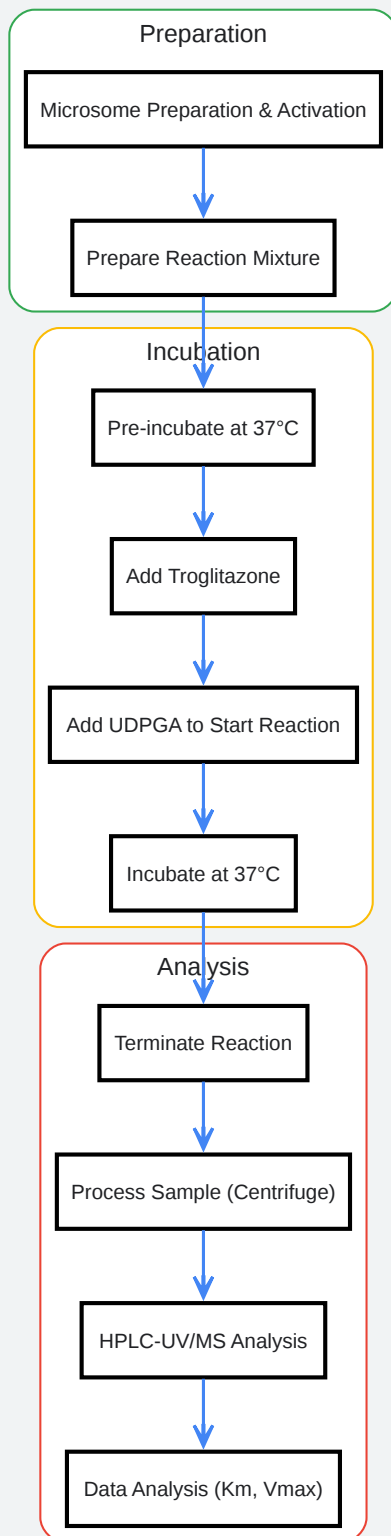 Preparation
Microsome Preparation & Activation
Prepare Reaction Mixture
Incubation
Pre-incubate at 37°C
Add Troglitazone
Add UDPGA to Start Reaction
Incubate at 37°C
Analysis
Terminate Reaction
Process Sample (Centrifuge)
HPLC-UV/MS Analysis
Data Analysis (Km, Vmax)